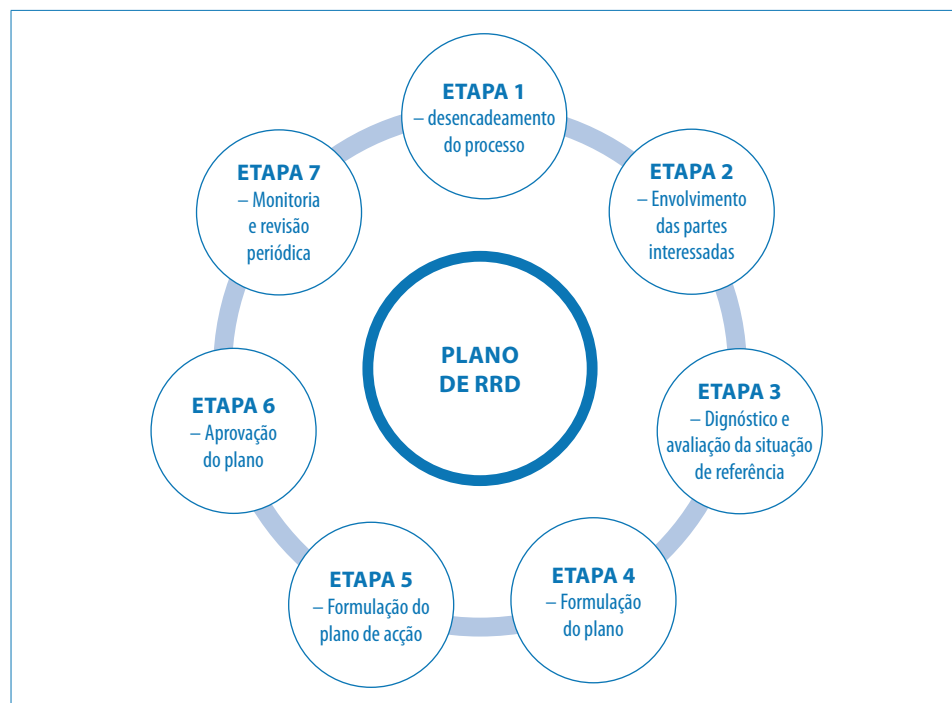 ETAPA 1
– desencadeamento
do processo
ETAPA 2
– Envolvimento
das partes
interessadas
ETAPA 3
– Dignóstico e
avaliação da situação
de referência
ETAPA 4
– Formulação
do plano
ETAPA 5
– Formulação do
plano de acção
ETAPA 6
– Aprovação
do plano
ETAPA 7
– Monitoria
e revisão
periódica
PLANO
DE RRD